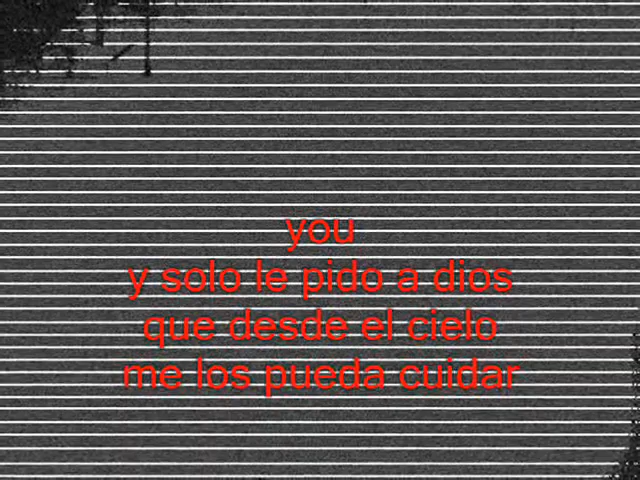 you
y solo le pido a dios
que desde el cielo
me los pueda cuidar